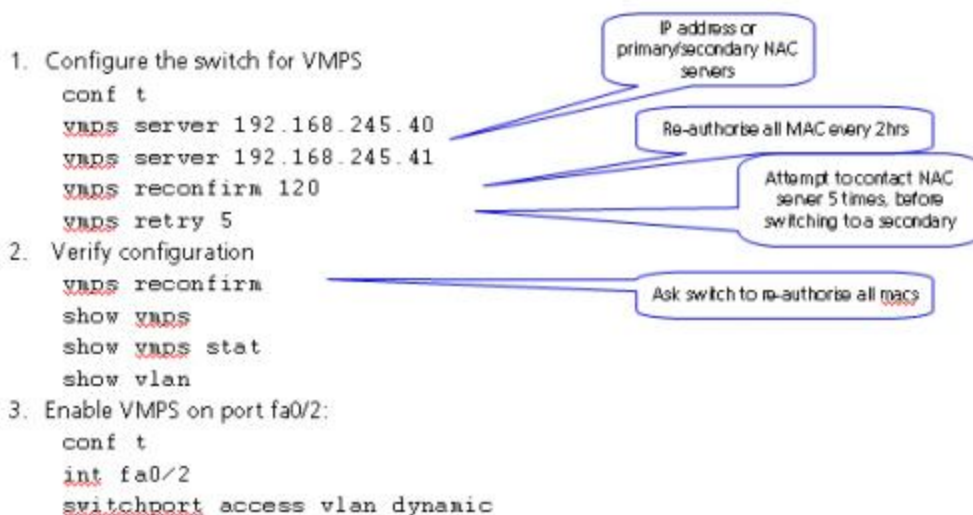 1. Configure the switch for VMPS
conf t
vmps server 192.168.245.40
vmps server 192.168.245.41
vmps reconfirm 120
vmps retry 5
2. Verify configuration
vmps reconfirm
show vmps
show vmps stat
show vlan
3. Enable VMPS on port fa0/2:
conf t
int fa0/2
switchport access vlan dynamic
IP address or
primary/secondary NAC
servers
Re-authorise all MAC every 2hrs
Attempt to contact NAC
server 5 times, before
switching to a secondary
Ask switch to re-authorise all macs